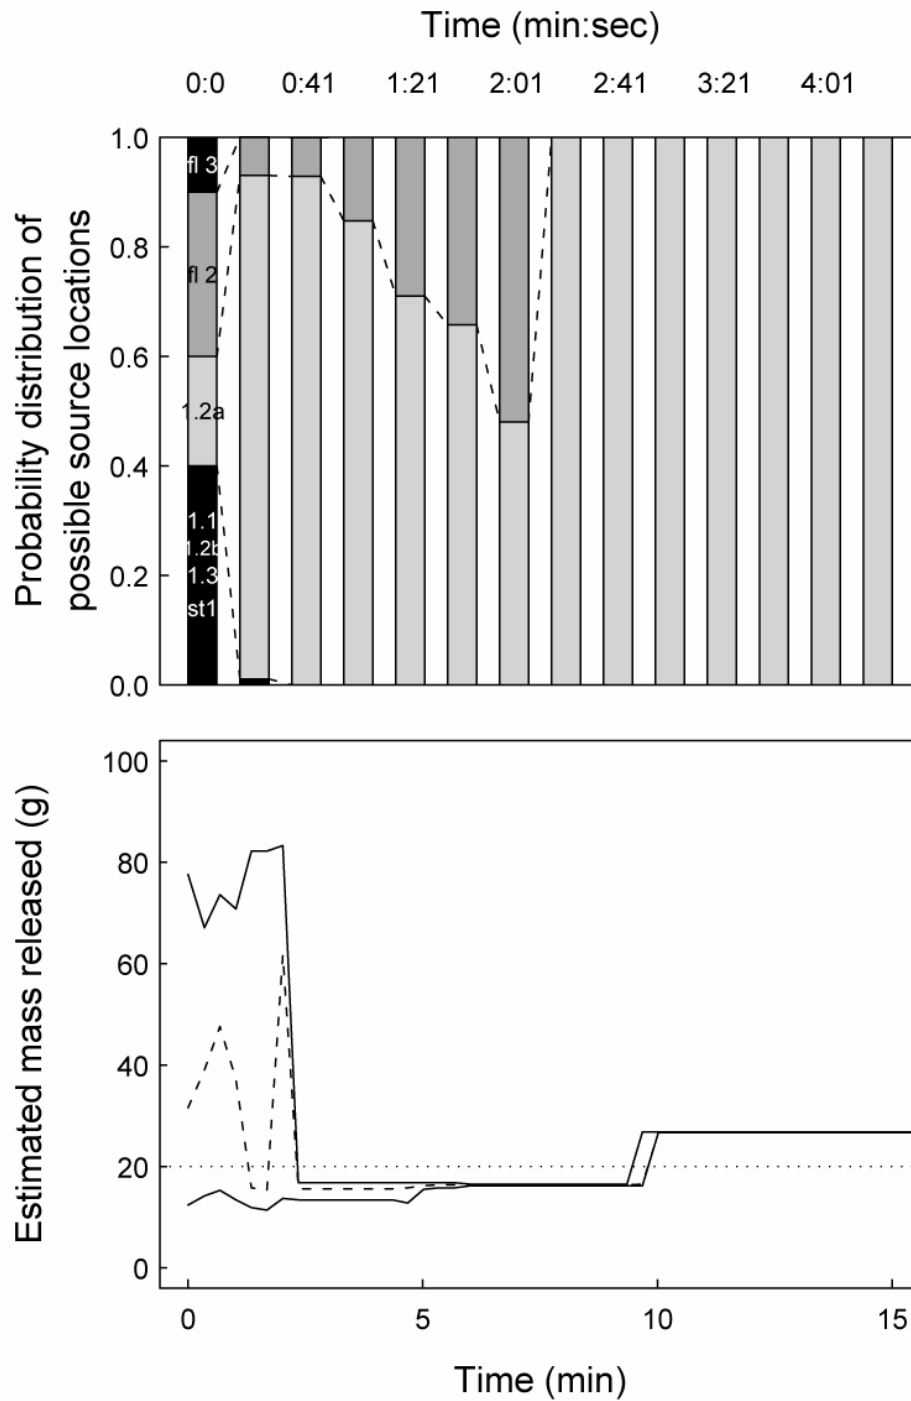 Time (min:sec)
0:0 0:41 1:21 2:01 2:41 3:21 4:01
Probability distribution of
possible source locations
1.0
0.8
0.6
0.4
0.2
0.0
fl 3
fl 2
1.2a
1.1
1.2b
1.3
st1
Estimated mass released (g)
100
80
60
40
20
0
0 5 10 15
Time (min)